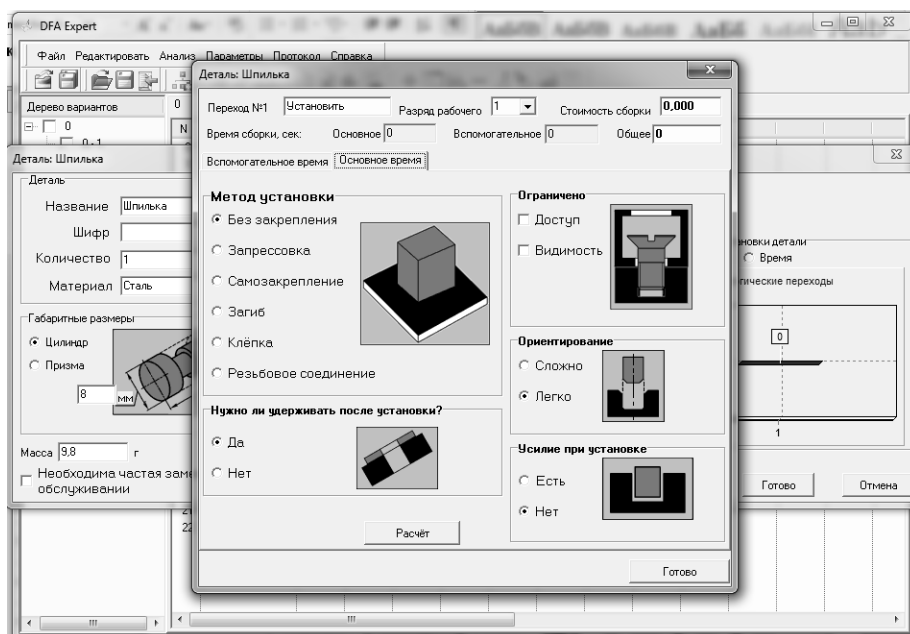 DFA Expert
Файл Редактировать Анализ Параметры Протокол Справка
Дерево вариантов
0
0
N
0-1
Деталь: Шпилька
Деталь
Название Шпилька
Шифр
Количество 1
Материал Сталь
Габаритные размеры
Цилиндр
Призма
8 мм
Масса 9,8 г
Необходима частая заме
обслуживании
22
Деталь: Шпилька
Переход №1 Установить Разряд рабочего 1 Стоимость сборки 0,000
Время сборки, сек: Основное 0 Вспомогательное 0 Общее 0
Вспомогательное время Основное время
Метод установки
Без закрепления
Запрессовка
Самозакрепление
Загиб
Клёпка
Резьбовое соединение
Нужно ли удерживать после установки?
Да
Нет
Расчёт
Ограничено
Доступ
Видимость
Ориентирование
Сложно
Легко
Усилие при установке
Есть
Нет
Готово
новки детали
Время
гические переходы
0
1
Готово Отмена